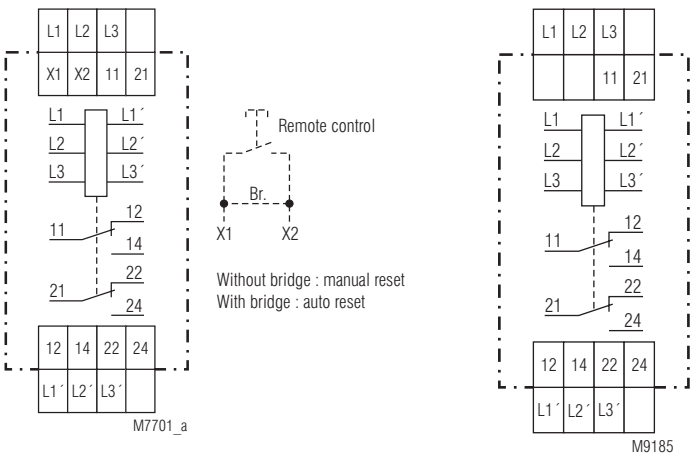 L1 L2 L3
X1 X2 11 21
L1 L1´
L2 L2´
L3 L3´
11 12
14
21 22
24
12 14 22 24
L1´ L2´ L3´
M7701_a
Remote control
Br.
X1 X2
Without bridge : manual reset
With bridge : auto reset
L1 L2 L3
11 21
L1 L1´
L2 L2´
L3 L3´
11 12
14
21 22
24
12 14 22 24
L1´ L2´ L3´
M9185